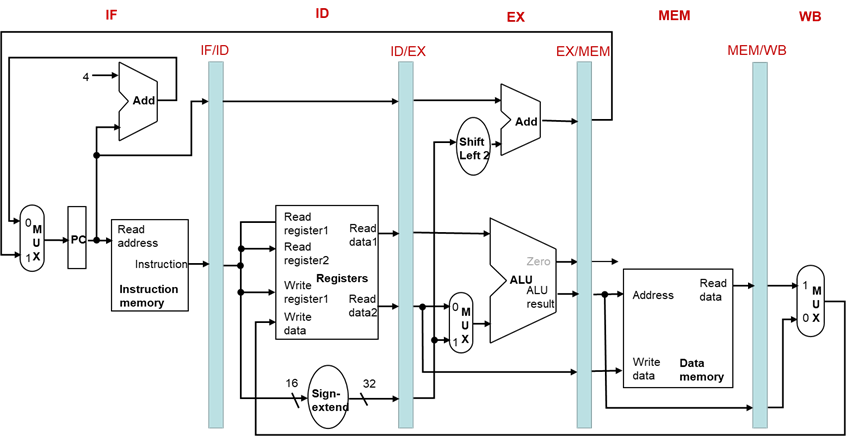 IF
ID
EX
MEM
WB
IF/ID
ID/EX
EX/MEM
MEM/WB
4
Add
Add
Shift
Left 2
0
M
U
X
1
PC
Read
address
Instruction
Instruction
memory
Read
register1
Read
register2
Registers
Write
register1
Write
data
Read
data1
Read
data2
16
Sign-
extend
32
0
M
U
X
1
Zero
ALU
ALU
result
Address
Read
data
Write
data
Data
memory
1
M
U
X
0